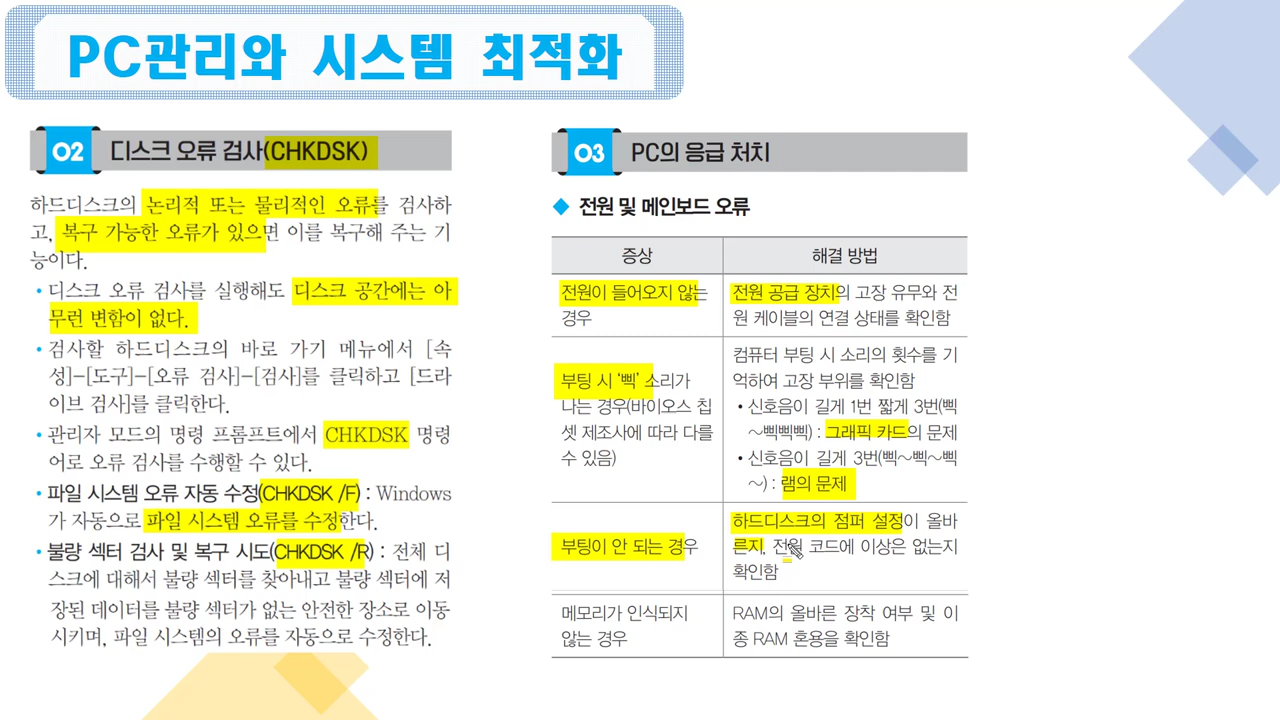 PC관리와 시스템 최적화
02 디스크 오류 검사(CHKDSK)
하드디스크의 논리적 또는 물리적인 오류를 검사하
고, 복구 가능한 오류가 있으면 이를 복구해 주는 기
능이다.
• 디스크 오류 검사를 실행해도 디스크 공간에는 아
무런 변함이 없다.
• 검사할 하드디스크의 바로 가기 메뉴에서 [속
성]-[도구]-[오류 검사]-[검사]를 클릭하고 [드라
이브 검사]를 클릭한다.
• 관리자 모드의 명령 프롬프트에서 CHKDSK 명령
어로 오류 검사를 수행할 수 있다.
• 파일 시스템 오류 자동 수정(CHKDSK /F) : Windows
가 자동으로 파일 시스템 오류를 수정한다.
• 불량 섹터 검사 및 복구 시도(CHKDSK /R) : 전체 디
스크에 대해서 불량 섹터를 찾아내고 불량 섹터에 저
장된 데이터를 불량 섹터가 없는 안전한 장소로 이동
시키며, 파일 시스템의 오류를 자동으로 수정한다.
03 PC의 응급 처치
◆ 전원 및 메인보드 오류
증상
해결 방법
전원이 들어오지 않는
경우
전원 공급 장치의 고장 유무와 전
원 케이블의 연결 상태를 확인함
부팅 시 ‘삑’ 소리가
나는 경우(바이오스 칩
셋 제조사에 따라 다를
수 있음)
컴퓨터 부팅 시 소리의 횟수를 기
억하여 고장 부위를 확인함
• 신호음이 길게 1번 짧게 3번(삑
~삑삑삑) : 그래픽 카드의 문제
• 신호음이 길게 3번(삑~삑~삑
~) : 램의 문제
부팅이 안 되는 경우
하드디스크의 점퍼 설정이 올바
른지, 전원 코드에 이상은 없는지
확인함
메모리가 인식되지
않는 경우
RAM의 올바른 장착 여부 및 이
종 RAM 혼용을 확인함